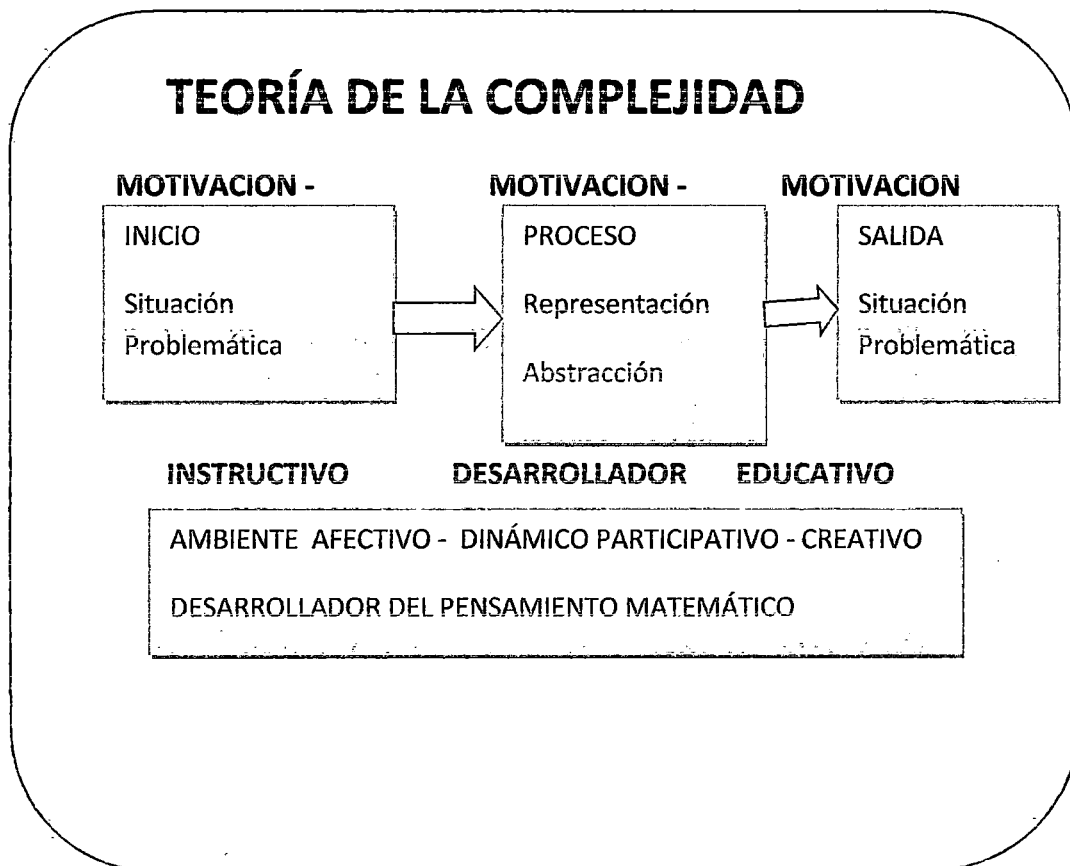 TEORÍA DE LA COMPLEJIDAD
MOTIVACION - MOTIVACION - MOTIVACION
INICIO
Situación
Problemática
PROCESO
Representación
Abstracción
SALIDA
Situación
Problemática
INSTRUCTIVO DESARROLLADOR EDUCATIVO
AMBIENTE AFECTIVO - DINÁMICO PARTICIPATIVO - CREATIVO
DESARROLLADOR DEL PENSAMIENTO MATEMÁTICO